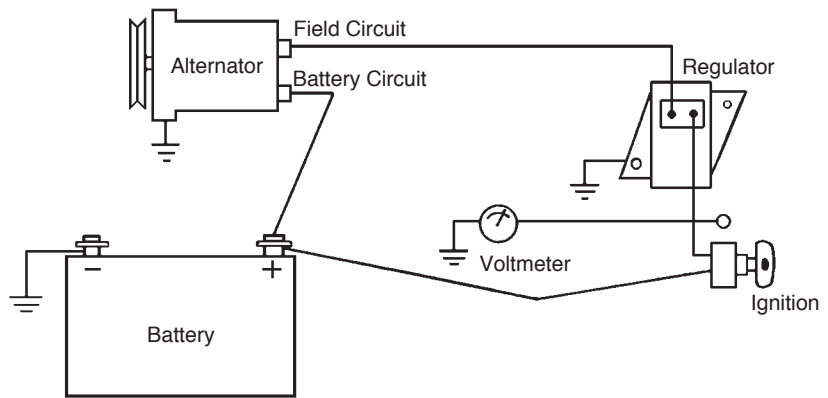 Field Circuit
Alternator
Battery Circuit
Regulator
Voltmeter
Ignition
− +
Battery